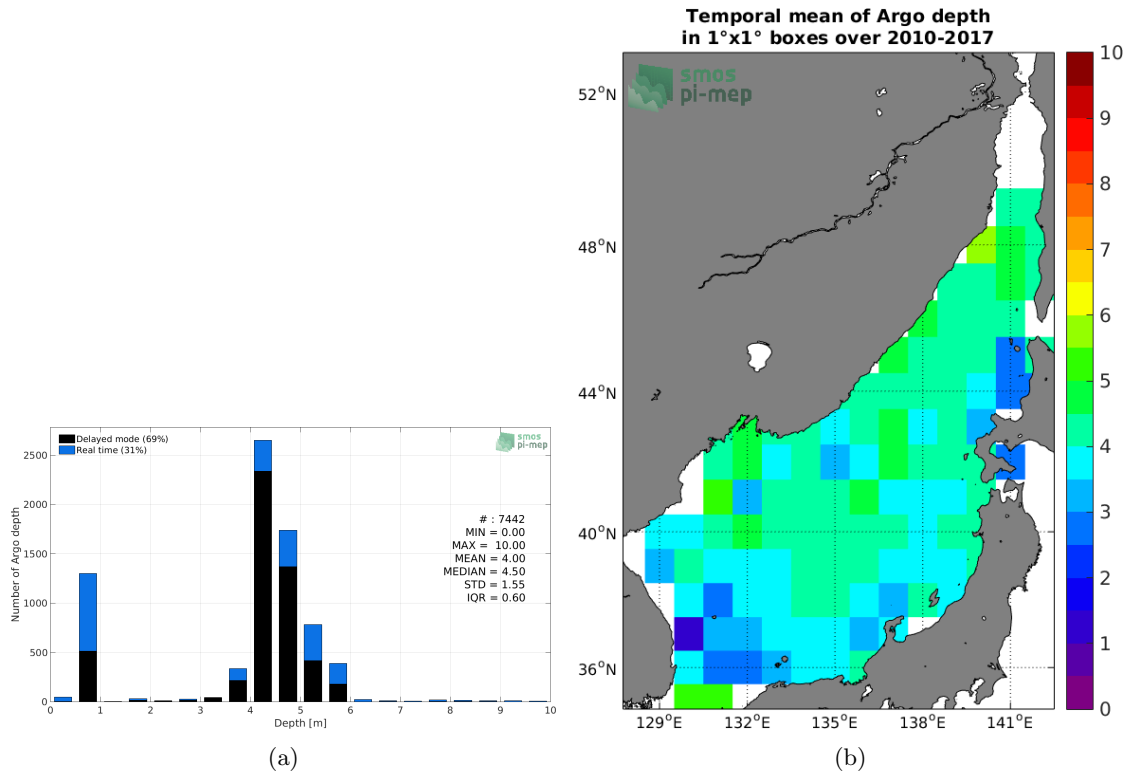 Temporal mean of Argo depth
in 1°x1° boxes over 2010-2017
smos
pi-mep
52°N
48°N
44°N
40°N
36°N
129°E
132°E
135°E
138°E
141°E
10
9
8
7
6
5
4
3
2
1
0
Delayed mode (69%)
Real time (31%)
smos
pi-mep
# : 7442
MIN = 0.00
MAX = 10.00
MEAN = 4.00
MEDIAN = 4.50
STD = 1.55
IQR = 0.60
Number of Argo depth
2500
2000
1500
1000
500
0
0
1
2
3
4
5
6
7
8
9
10
Depth [m]
(a)
(b)